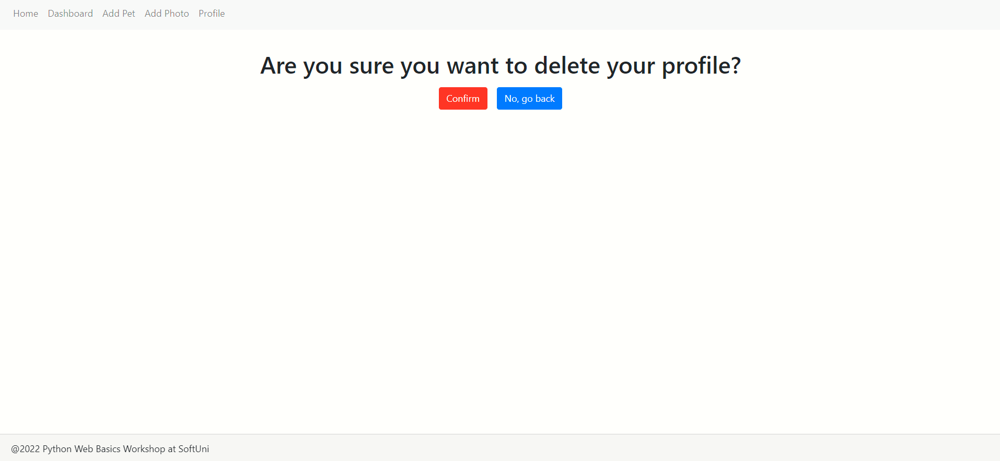 Home Dashboard Add Pet Add Photo Profile
Are you sure you want to delete your profile?
Confirm No, go back
@2022 Python Web Basics Workshop at SoftUni